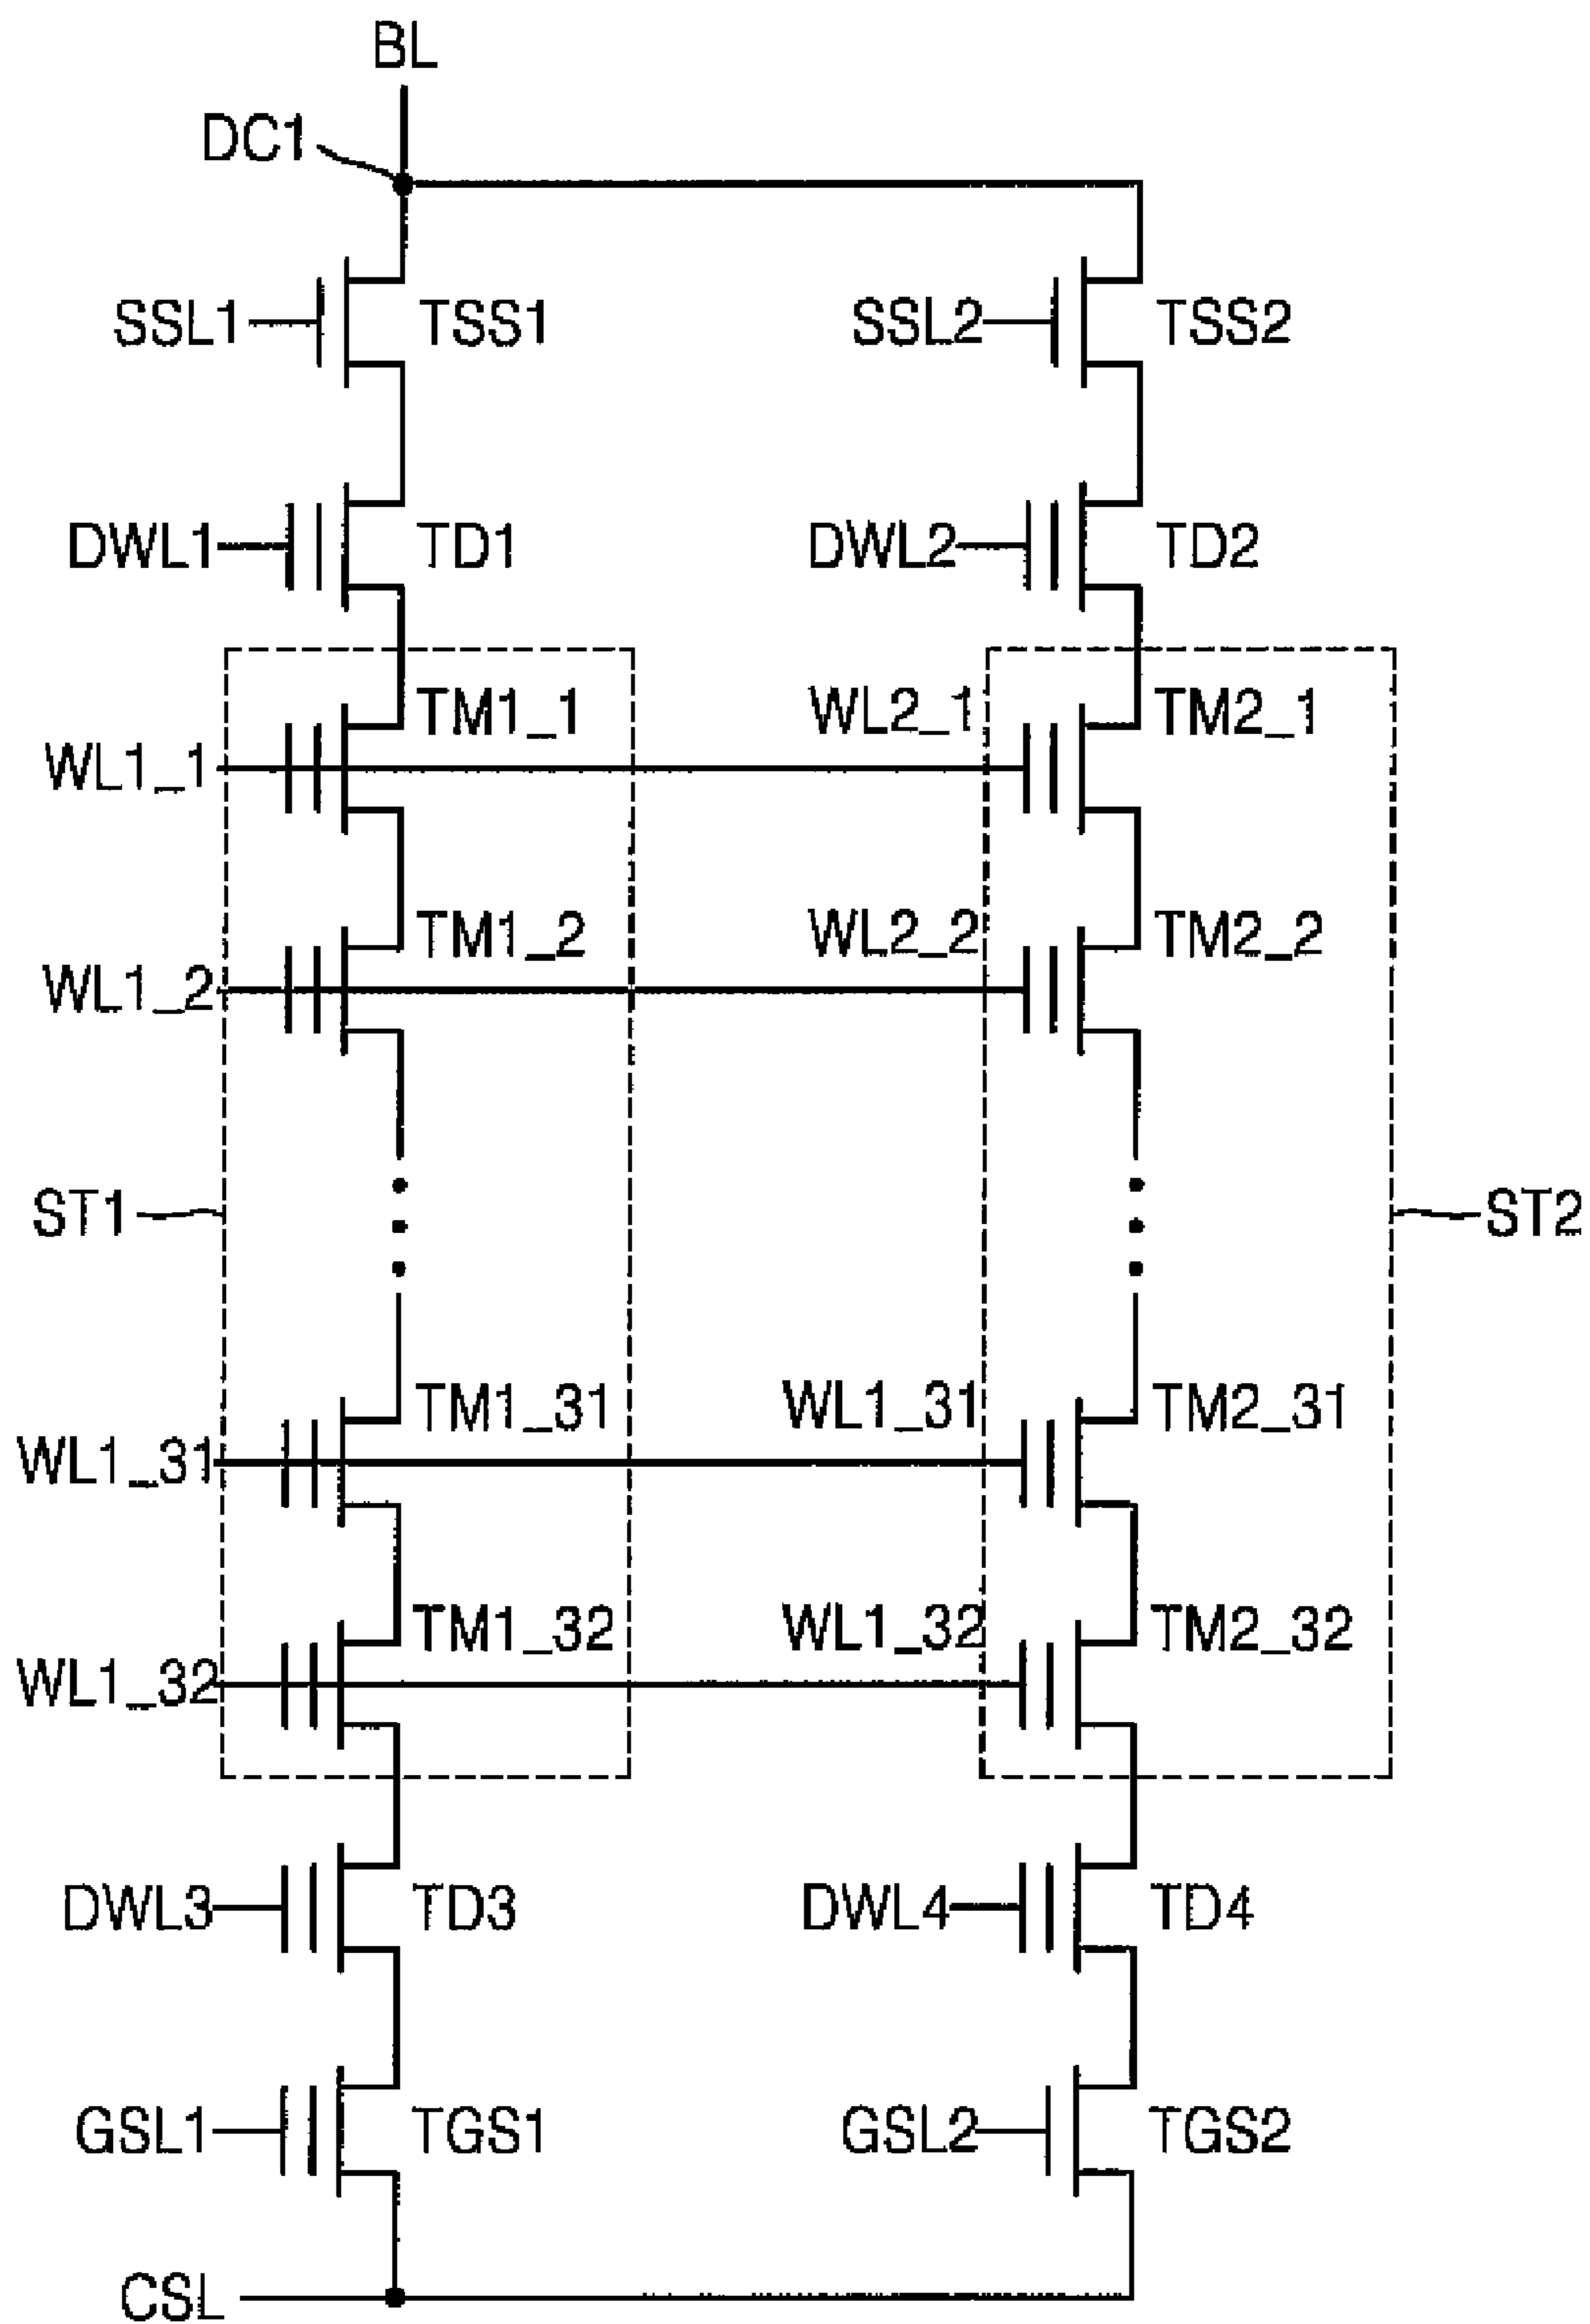 BL
DC1
SSL1 TSS1 SSL2 TSS2
DWL1 TD1 DWL2 TD2
TM1_1 WL2_1 TM2_1
WL1_1
TM1_2 WL2_2 TM2_2
WL1_2
ST1 ST2
TM1_31 WL1_31 TM2_31
WL1_31
TM1_32 WL1_32 TM2_32
WL1_32
DWL3 TD3 DWL4 TD4
GSL1 TGS1 GSL2 TGS2
CSL